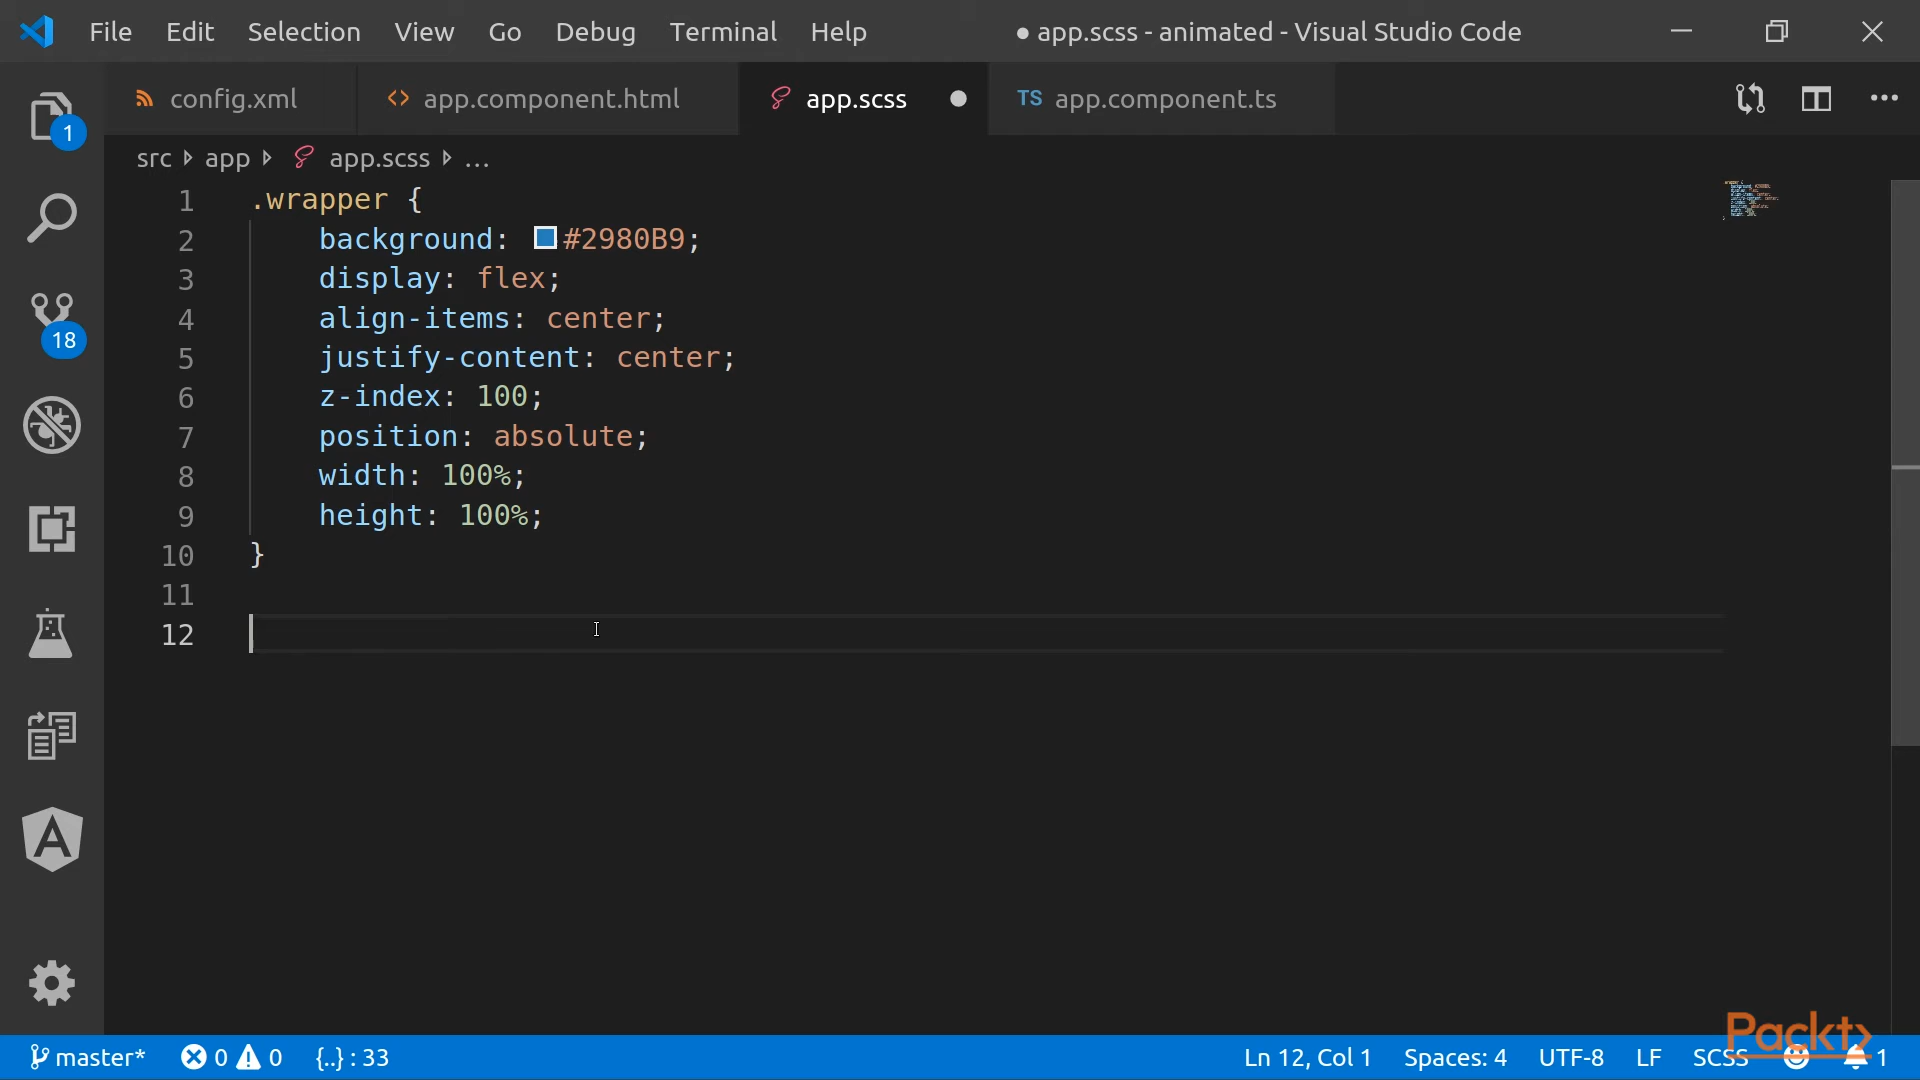 File Edit Selection View Go Debug Terminal Help ● app.scss - animated - Visual Studio Code
config.xml <> app.component.html app.scss ● TS app.component.ts
1
src app app.scss ...
1 .wrapper {
2 background: #2980B9;
3 display: flex;
4 align-items: center;
5 justify-content: center;
6 z-index: 100;
7 position: absolute;
8 width: 100%;
9 height: 100%;
10 }
11
12
18
Packt>
master* 0 0 {..} : 33 Ln 12, Col 1 Spaces: 4 UTF-8 LF SCSS 1